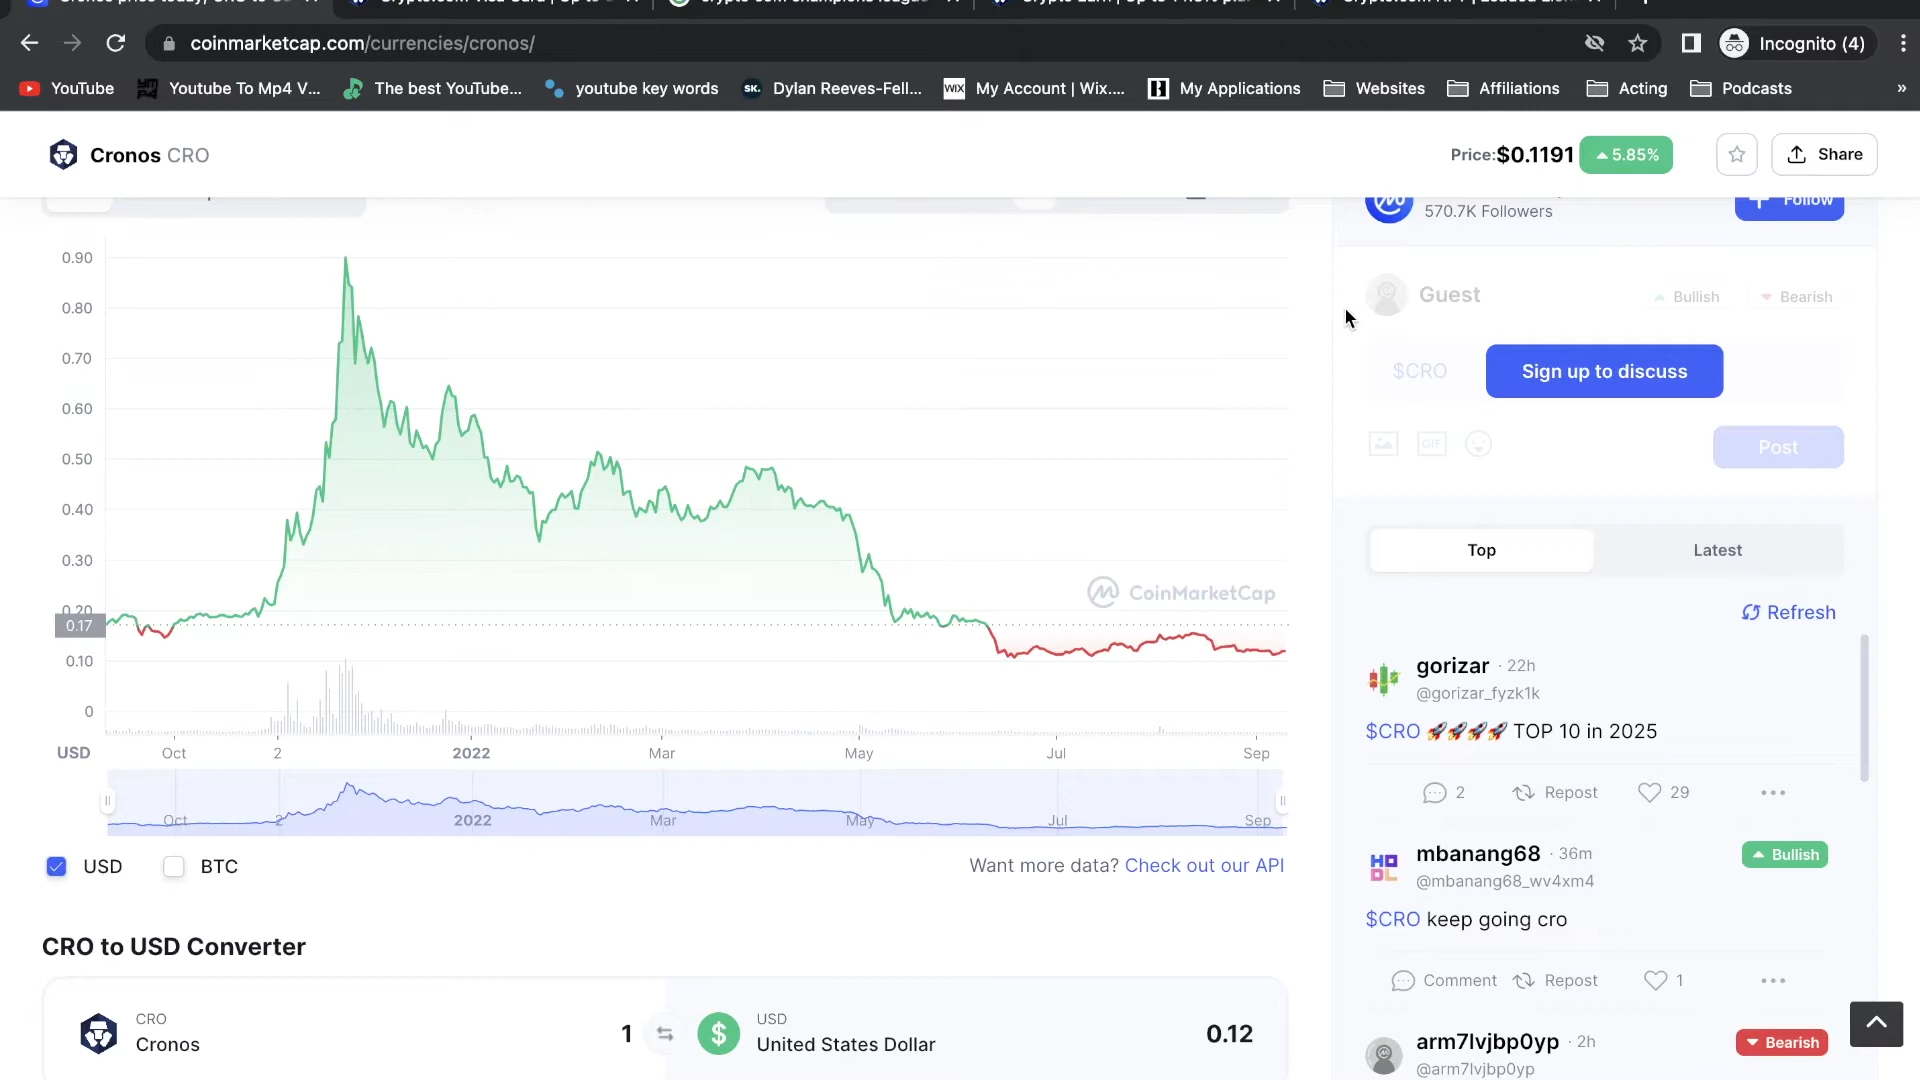 coinmarketcap.com/currencies/cronos/
Incognito (4)
YouTube
Youtube To Mp4 V...
The best YouTube...
youtube key words
SK.
Dylan Reeves-Fell...
WIX
My Account | Wix....
My Applications
Websites
Affiliations
Acting
Podcasts
»
Cronos CRO
Price:$0.1191
5.85%
Share
570.7K Followers
Follow
0.90
0.80
0.70
0.60
0.50
0.40
0.30
0.20
0.17
0.10
0
CoinMarketCap
USD
Oct
2
2022
Mar
May
Jul
Sep
Oct
2
2022
Mar
May
Jul
Sep
USD
BTC
Want more data? Check out our API
CRO to USD Converter
CRO
Cronos
1
USD
United States Dollar
0.12
Guest
Bullish
Bearish
$CRO
Sign up to discuss
GIF
Post
Top
Latest
Refresh
gorizar · 22h
@gorizar_fyzk1k
$CRO 🚀🚀🚀🚀 TOP 10 in 2025
2
Repost
29
HODL
mbanang68 · 36m
Bullish
@mbanang68_wv4xm4
$CRO keep going cro
Comment
Repost
1
arm7lvjbp0yp · 2h
Bearish
@arm7lvjbp0yp